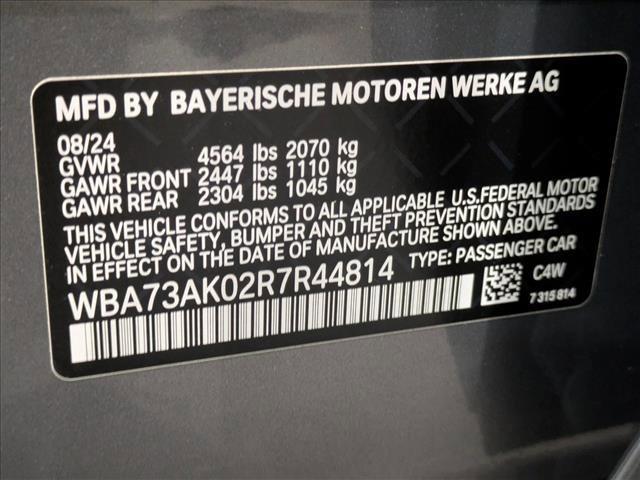 MFD BY BAYERISCHE MOTOREN WERKE AG
08/24
GVWR 4564 lbs 2070 kg
GAWR FRONT 2447 lbs 1110 kg
GAWR REAR 2304 lbs 1045 kg
THIS VEHICLE CONFORMS TO ALL APPLICABLE U.S.FEDERAL MOTOR
VEHICLE SAFETY, BUMPER AND THEFT PREVENTION STANDARDS
IN EFFECT ON THE DATE OF MANUFACTURE SHOWN ABOVE.
WBA73AK02R7R44814 TYPE: PASSENGER CAR
C4W
7315814